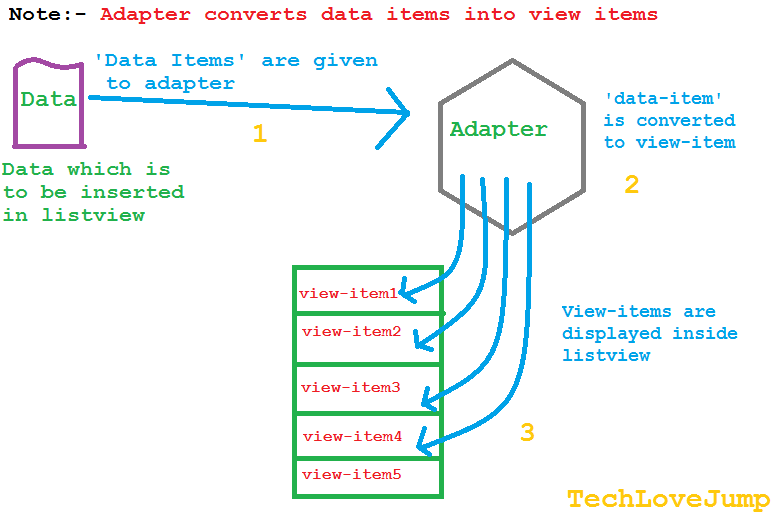 Note:- Adapter converts data items into view items
'Data Items' are given
to adapter
Data
1
Data which is
to be inserted
in listview
Adapter
'data-item'
is converted
to view-item
2
view-item1
view-item2
view-item3
view-item4
view-item5
View-items are
displayed inside
listview
3
TechLoveJump